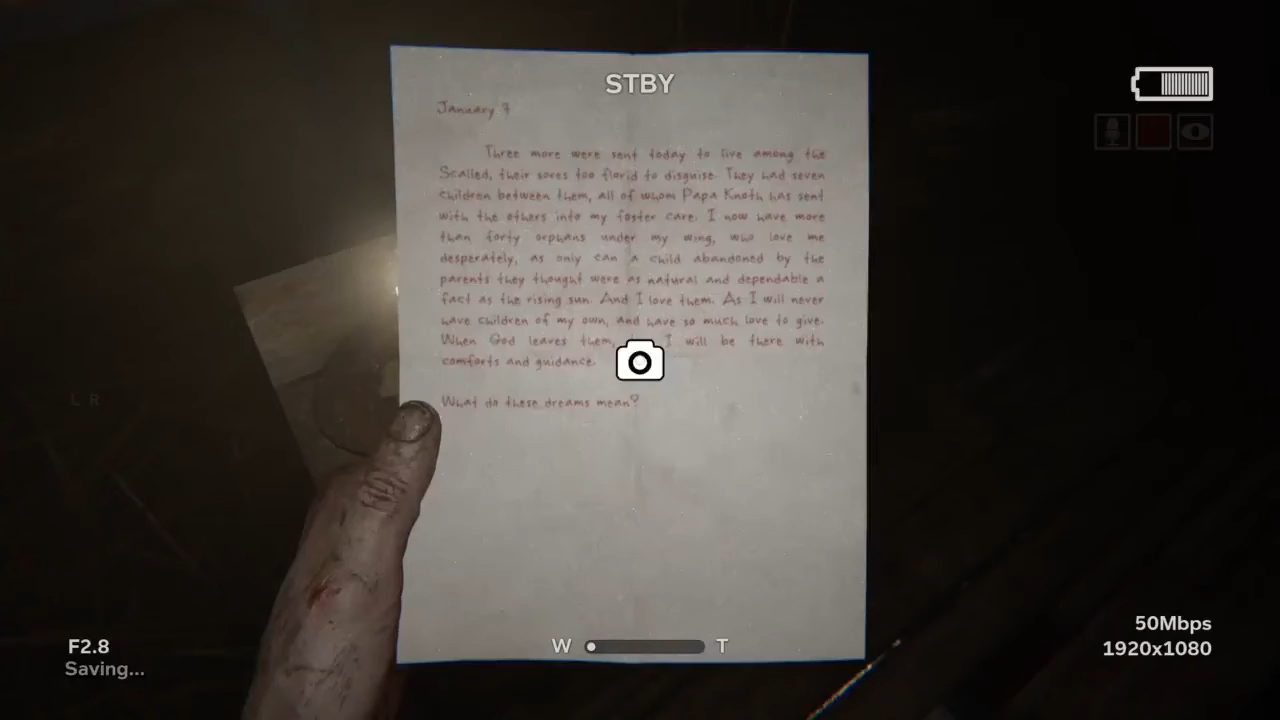 STBY
January 7
Three more were sent today to live among the
Scalled, their sores too florid to disguise. They had seven
children between them, all of whom Papa Knoth has sent
with the others into my foster care. I now have more
than forty orphans under my wing, who love me
desperately, as only can a child abandoned by the
parents they thought were as natural and dependable a
fact as the rising sun. And I love them. As I will never
have children of my own, and have so much love to give.
When God leaves them, I will be there with
comforts and guidance.
What do these dreams mean?
L R
F2.8
Saving...
W T
50Mbps
1920x1080